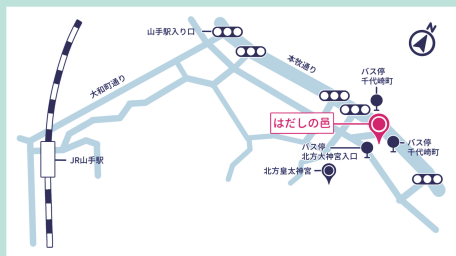 山手駅入り口
N
本牧通り
バス停
千代崎町
大和町通り
はだしの邑
バス停
千代崎町
バス停
北方大神宮入口
JR山手駅
北方皇太神宮